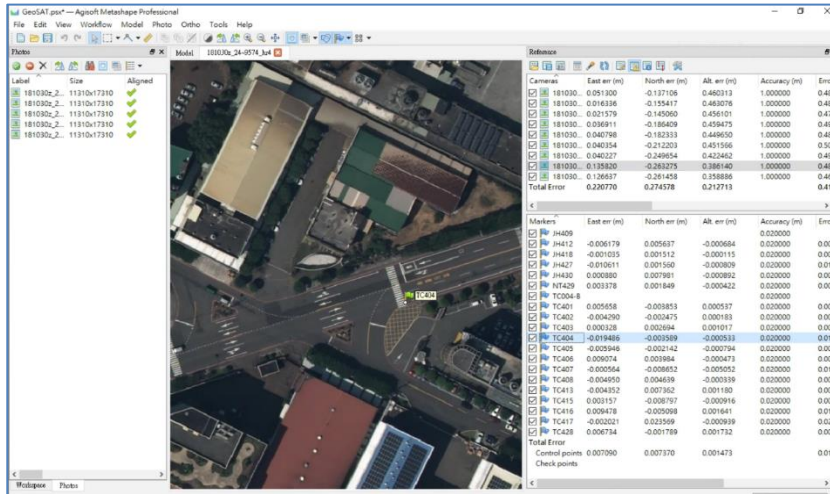 GeoSAT.psx* — Agisoft Metashape Professional
File Edit View Workflow Model Photo Ortho Tools Help
Photos
Label Size Aligned
181030z_2... 11310x17310
181030z_2... 11310x17310
181030z_2... 11310x17310
181030z_2... 11310x17310
181030z_2... 11310x17310
181030z_2... 11310x17310
Workspace Photos
Model 181030z_24~0574_hr4
TC404
Reference
Cameras East err (m) North err (m) Alt. err (m) Accuracy (m)
181030... 0.051300 -0.137106 0.460313 1.000000
181030... 0.016336 -0.155417 0.463076 1.000000
181030... 0.021579 -0.145060 0.456101 1.000000
181030... 0.036911 -0.186409 0.459475 1.000000
181030... 0.040798 -0.182333 0.449650 1.000000
181030... 0.040354 -0.212203 0.451566 1.000000
181030... 0.040227 -0.249654 0.422462 1.000000
181030... 0.135820 -0.263275 0.386140 1.000000
181030... 0.126637 -0.261458 0.358886 1.000000
Total Error 0.220770 0.274578 0.212713
Markers East err (m) North err (m) Alt. err (m) Accuracy (m)
JH409 0.020000
JH412 -0.006179 0.005637 -0.000684 0.020000
JH418 -0.001035 0.001512 -0.000115 0.020000
JH427 -0.010611 0.001560 -0.000809 0.020000
JH430 0.000880 0.007981 -0.000892 0.020000
NT429 0.003378 0.001849 -0.000422 0.020000
TC004-B 0.020000
TC401 0.005658 -0.003853 0.000537 0.020000
TC402 -0.004290 -0.002475 0.000183 0.020000
TC403 0.000328 0.002694 0.001017 0.020000
TC404 -0.019486 -0.003589 -0.000533 0.020000
TC405 -0.005946 -0.002142 -0.000794 0.020000
TC406 0.009074 0.003984 -0.000473 0.020000
TC407 -0.000564 -0.008652 -0.005052 0.020000
TC408 -0.004950 0.004639 -0.000339 0.020000
TC413 -0.004352 0.007362 0.001180 0.020000
TC415 0.003157 -0.008797 -0.000916 0.020000
TC416 0.009478 -0.005098 0.001641 0.020000
TC417 -0.002021 0.023569 -0.000939 0.020000
TC428 0.006734 -0.001789 0.001732 0.020000
Total Error
Control points 0.007090 0.007370 0.001473
Check points